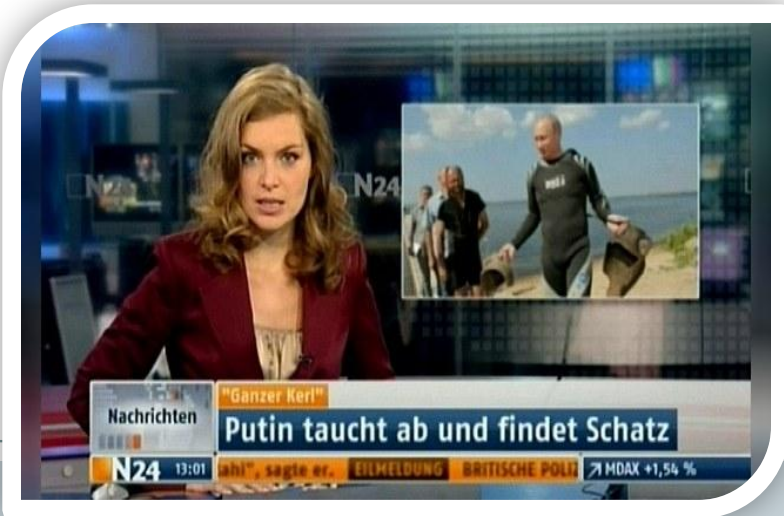 N24
N24
"Ganzer Kerl"
Nachrichten
Putin taucht ab und findet Schatz
N24 13:01 ahl", sagte er. EILMELDUNG BRITISCHE POLIZ MDAX +1,54 %